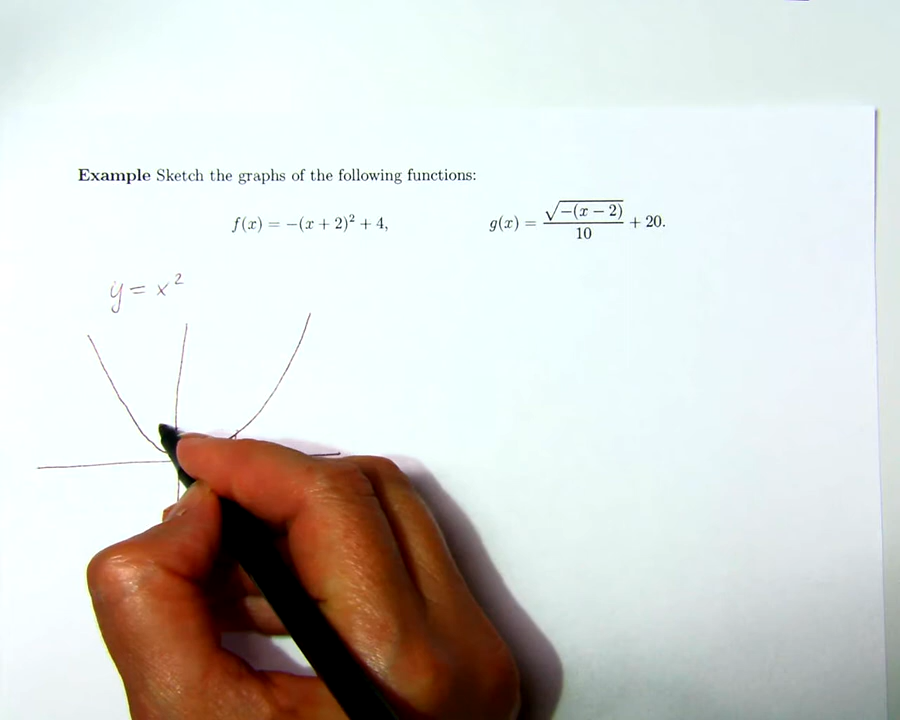 Example Sketch the graphs of the following functions:
f(x) = −(x + 2)² + 4, g(x) = √(−(x − 2))/10 + 20.
y = x²